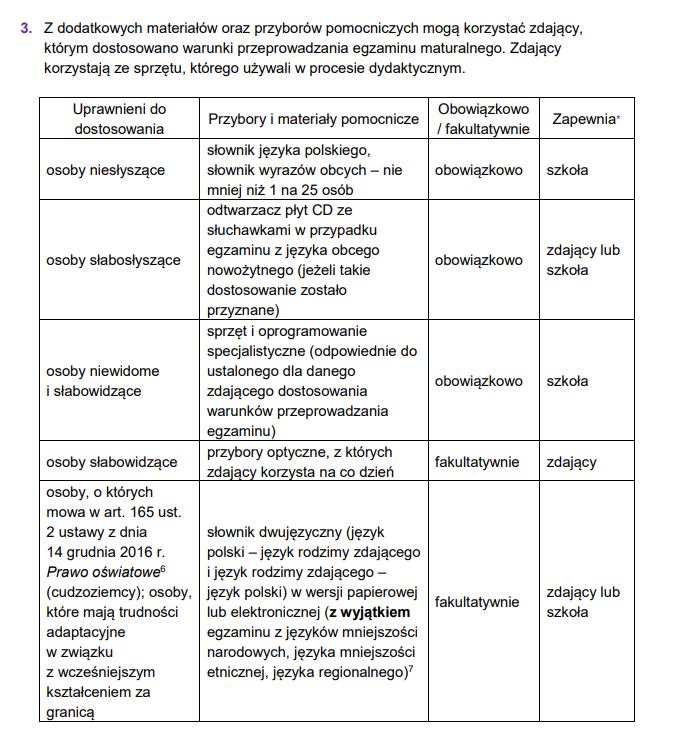 3. Z dodatkowych materiałów oraz przyborów pomocniczych mogą korzystać zdający,
którym dostosowano warunki przeprowadzania egzaminu maturalnego. Zdający
korzystają ze sprzętu, którego używali w procesie dydaktycznym.
Uprawnieni do
dostosowania
Przybory i materiały pomocnicze
Obowiązkowo
/ fakultatywnie
Zapewnia*
osoby niesłyszące
słownik języka polskiego,
słownik wyrazów obcych – nie
mniej niż 1 na 25 osób
obowiązkowo
szkoła
osoby słabosłyszące
odtwarzacz płyt CD ze
słuchawkami w przypadku
egzaminu z języka obcego
nowożytnego (jeżeli takie
dostosowanie zostało
przyznane)
obowiązkowo
zdający lub
szkoła
osoby niewidome
i słabowidzące
sprzęt i oprogramowanie
specjalistyczne (odpowiednie do
ustalonego dla danego
zdającego dostosowania
warunków przeprowadzania
egzaminu)
obowiązkowo
szkoła
osoby słabowidzące
przybory optyczne, z których
zdający korzysta na co dzień
fakultatywnie
zdający
osoby, o których
mowa w art. 165 ust.
2 ustawy z dnia
14 grudnia 2016 r.
Prawo oświatowe⁶
(cudzoziemcy); osoby,
które mają trudności
adaptacyjne
w związku
z wcześniejszym
kształceniem za
granicą
słownik dwujęzyczny (język
polski – język rodzimy zdającego
i język rodzimy zdającego –
język polski) w wersji papierowej
lub elektronicznej (z wyjątkiem
egzaminu z języków mniejszości
narodowych, języka mniejszości
etnicznej, języka regionalnego)⁷
fakultatywnie
zdający lub
szkoła